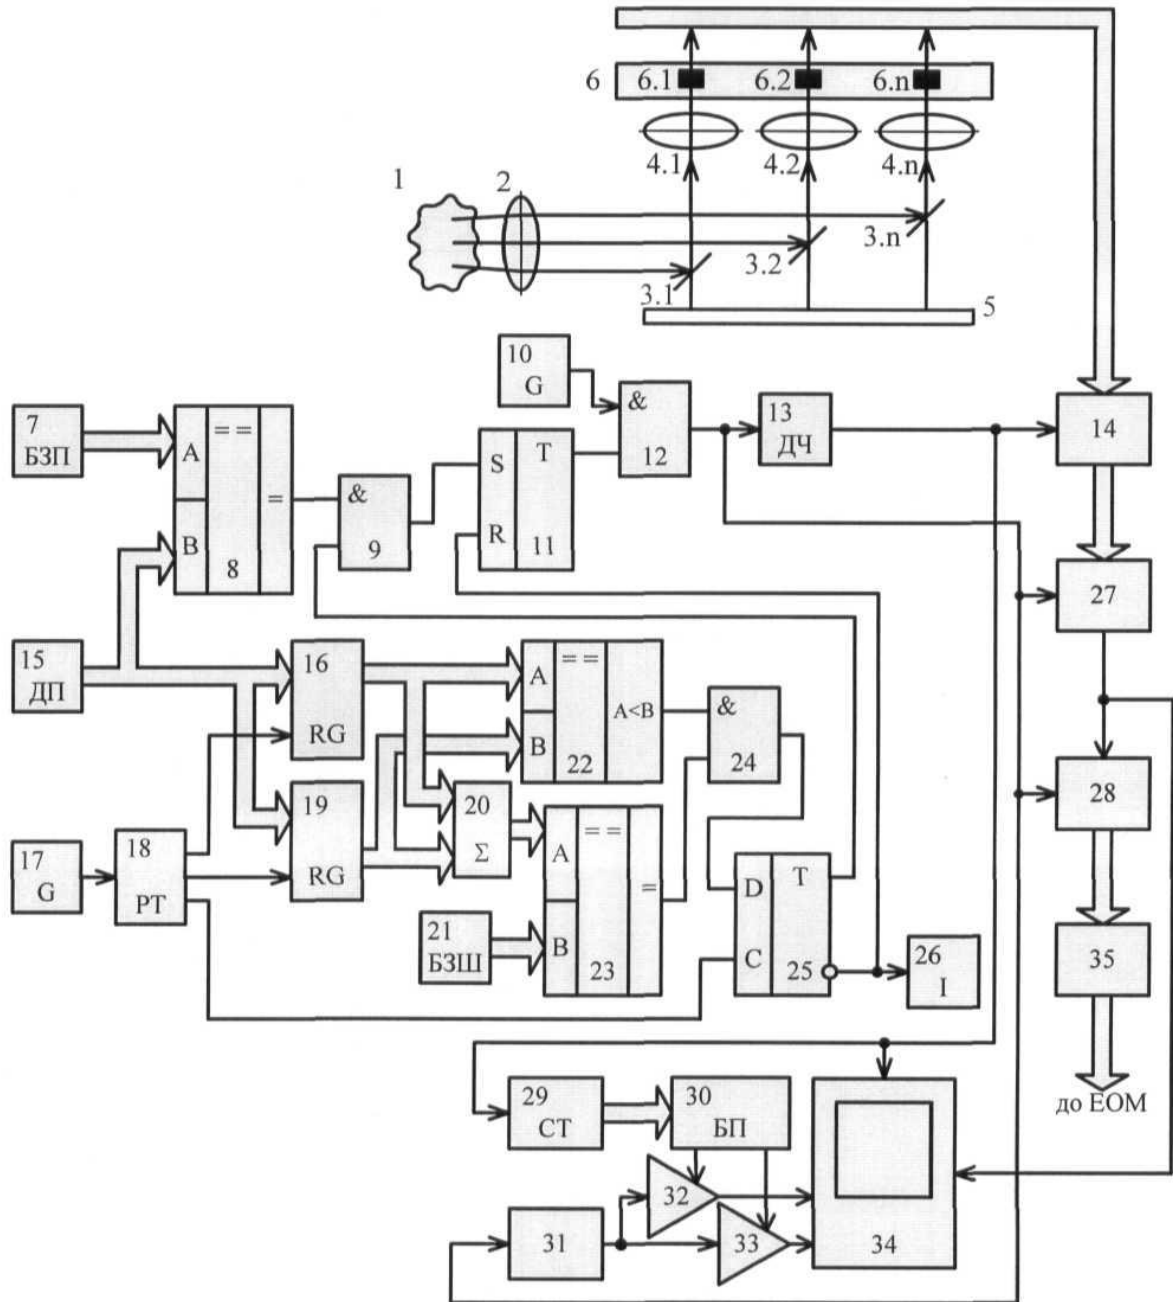 6 6.1 6.2 6.n
4.1 4.2 4.n
1 2
3.1 3.2 3.n
5
10
G
&
12
13
ДЧ
14
7
БЗП
A
B
= =
8
=
&
9
S
R
T
11
27
15
ДП
16
RG
A
B
= =
22
A<B
&
24
28
19
RG
20
Σ
17
G
18
РТ
A
B
= =
23
=
21
БЗШ
D
C
T
25
26
I
35
до ЕОМ
29
СТ
30
БП
31
32
33
34